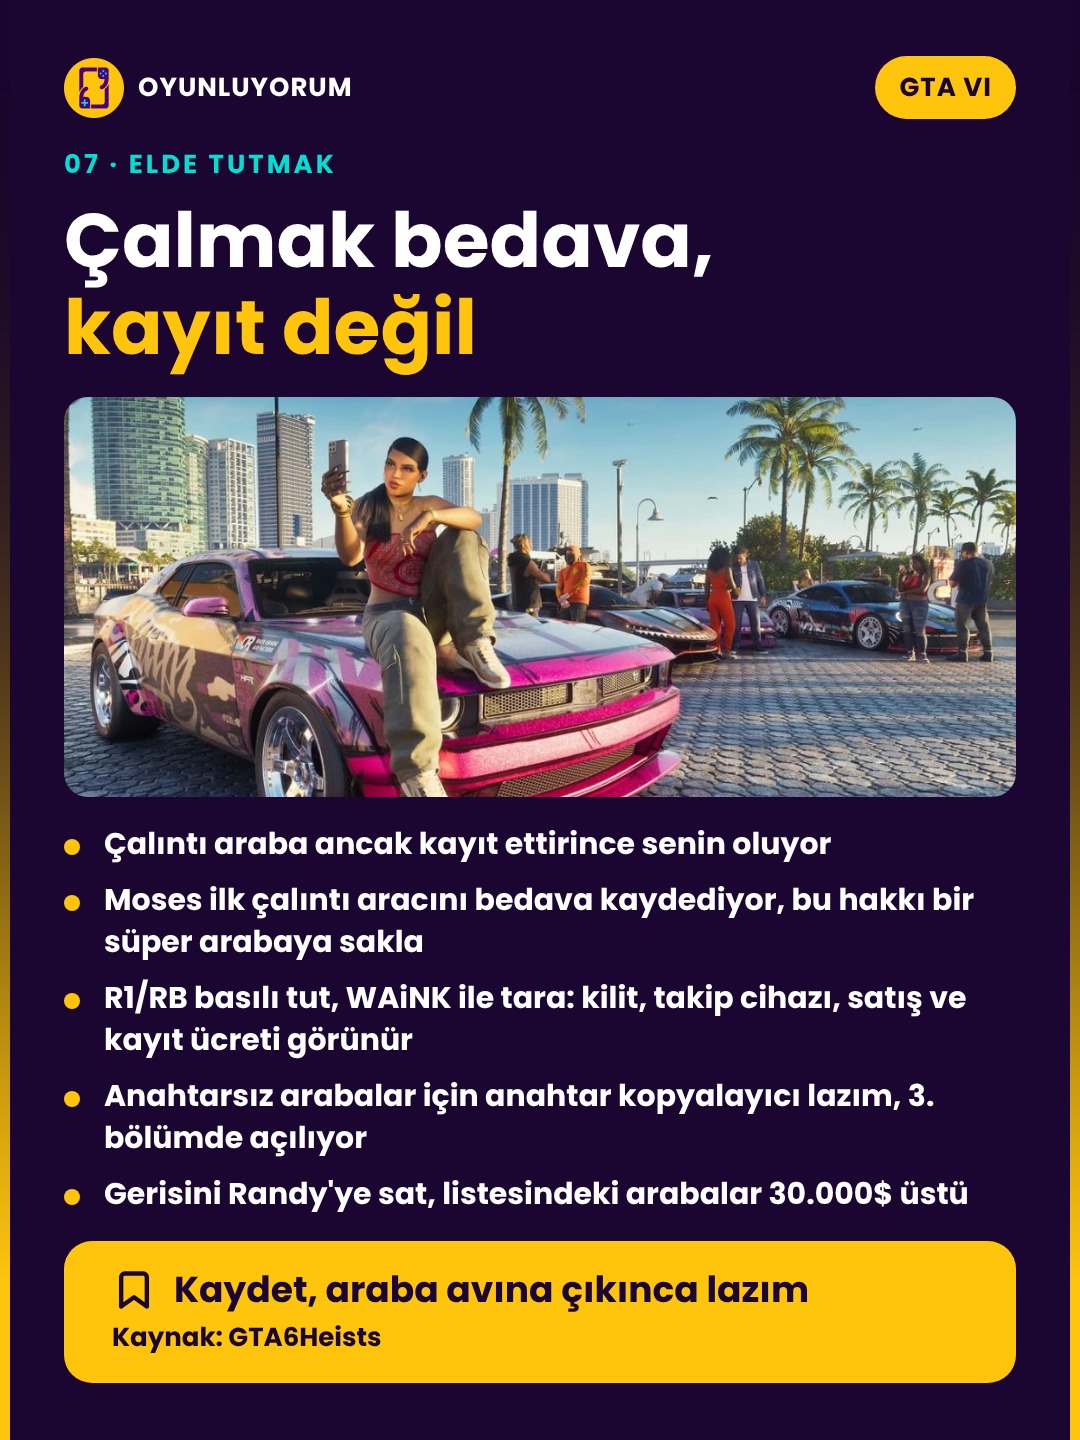 OYUNLUYORUM
GTA VI
07 · ELDE TUTMAK
Çalmak bedava,
kayıt değil
Çalıntı araba ancak kayıt ettirince senin oluyor
Moses ilk çalıntı aracını bedava kaydediyor, bu hakkı bir
süper arabaya sakla
R1/RB basılı tut, WAiNK ile tara: kilit, takip cihazı, satış ve
kayıt ücreti görünür
Anahtarsız arabalar için anahtar kopyalayıcı lazım, 3.
bölümde açılıyor
Gerisini Randy'ye sat, listesindeki arabalar 30.000$ üstü
Kaydet, araba avına çıkınca lazım
Kaynak: GTA6Heists